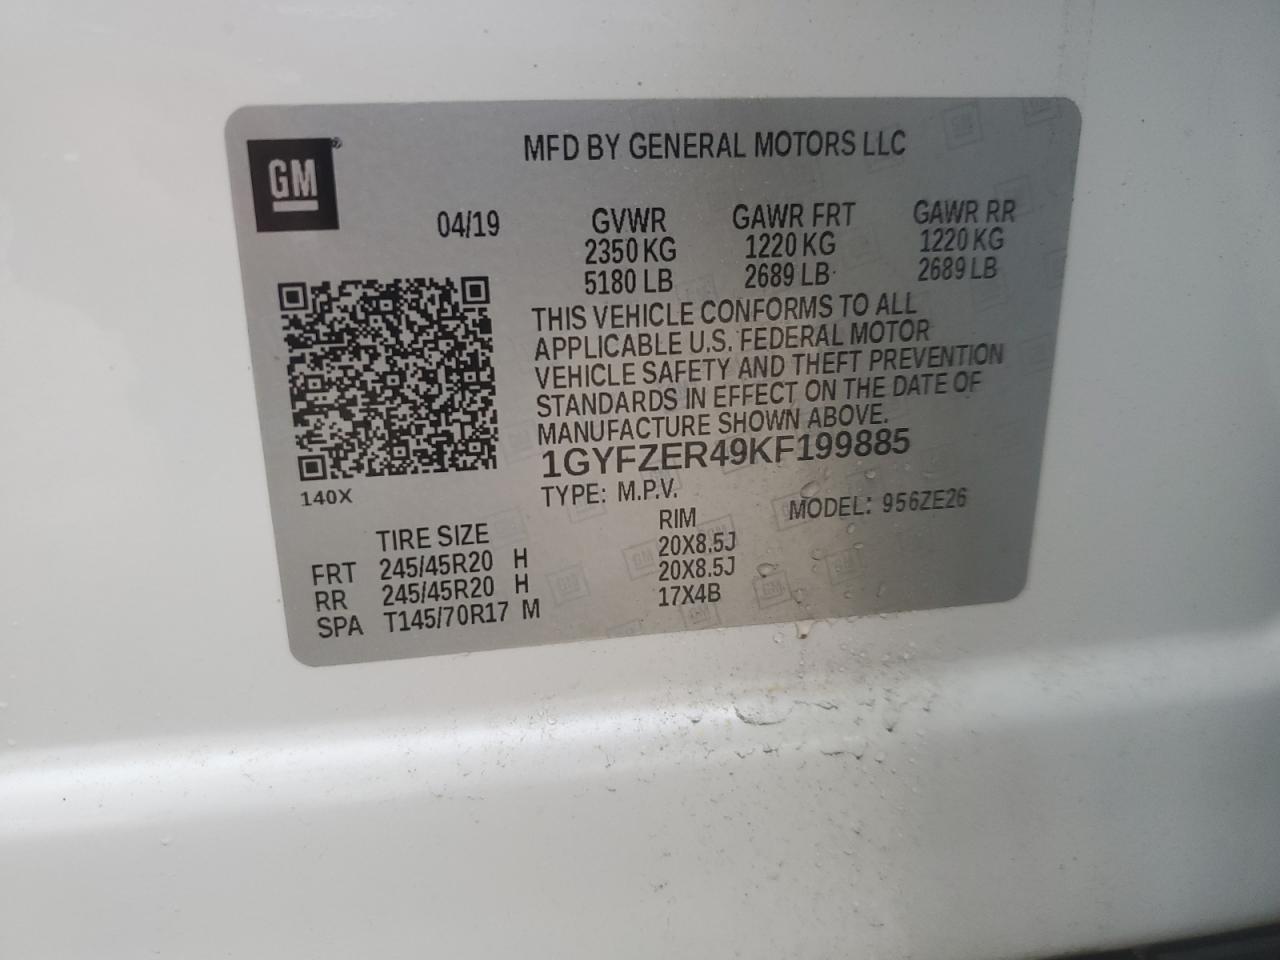 MFD BY GENERAL MOTORS LLC
GM
04/19
GVWR GAWR FRT GAWR RR
2350 KG 1220 KG 1220 KG
5180 LB 2689 LB 2689 LB
THIS VEHICLE CONFORMS TO ALL
APPLICABLE U.S. FEDERAL MOTOR
VEHICLE SAFETY AND THEFT PREVENTION
STANDARDS IN EFFECT ON THE DATE OF
MANUFACTURE SHOWN ABOVE.
1GYFZER49KF199885
140X
TYPE: M.P.V. MODEL: 956ZE26
TIRE SIZE RIM
FRT 245/45R20 H 20X8.5J
RR 245/45R20 H 20X8.5J
SPA T145/70R17 M 17X4B